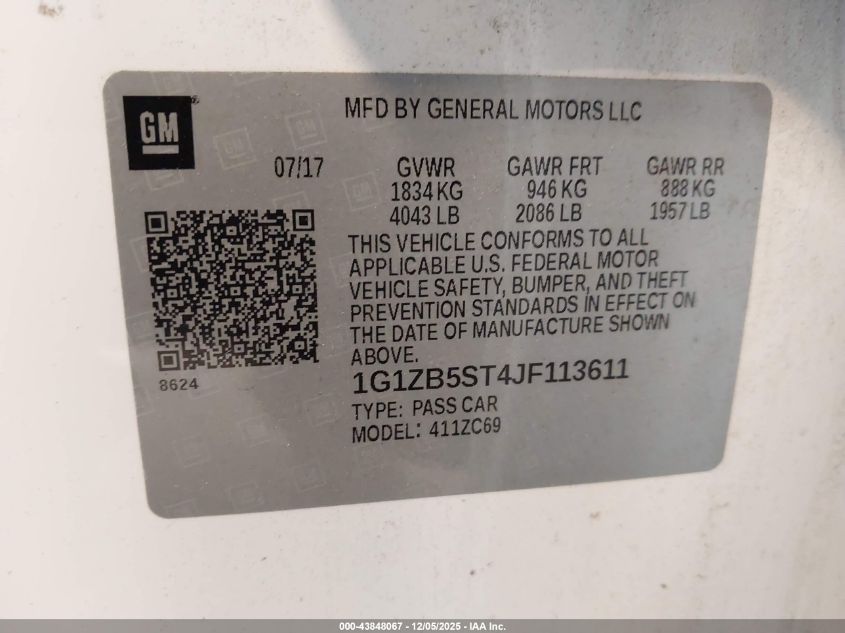 GM
MFD BY GENERAL MOTORS LLC
07/17 GVWR GAWR FRT GAWR RR
1834 KG 946 KG 888 KG
4043 LB 2086 LB 1957 LB
THIS VEHICLE CONFORMS TO ALL
APPLICABLE U.S. FEDERAL MOTOR
VEHICLE SAFETY, BUMPER, AND THEFT
PREVENTION STANDARDS IN EFFECT ON
THE DATE OF MANUFACTURE SHOWN
ABOVE.
8624
1G1ZB5ST4JF113611
TYPE: PASS CAR
MODEL: 411ZC69
000-43848067 - 12/05/2025 - IAA Inc.